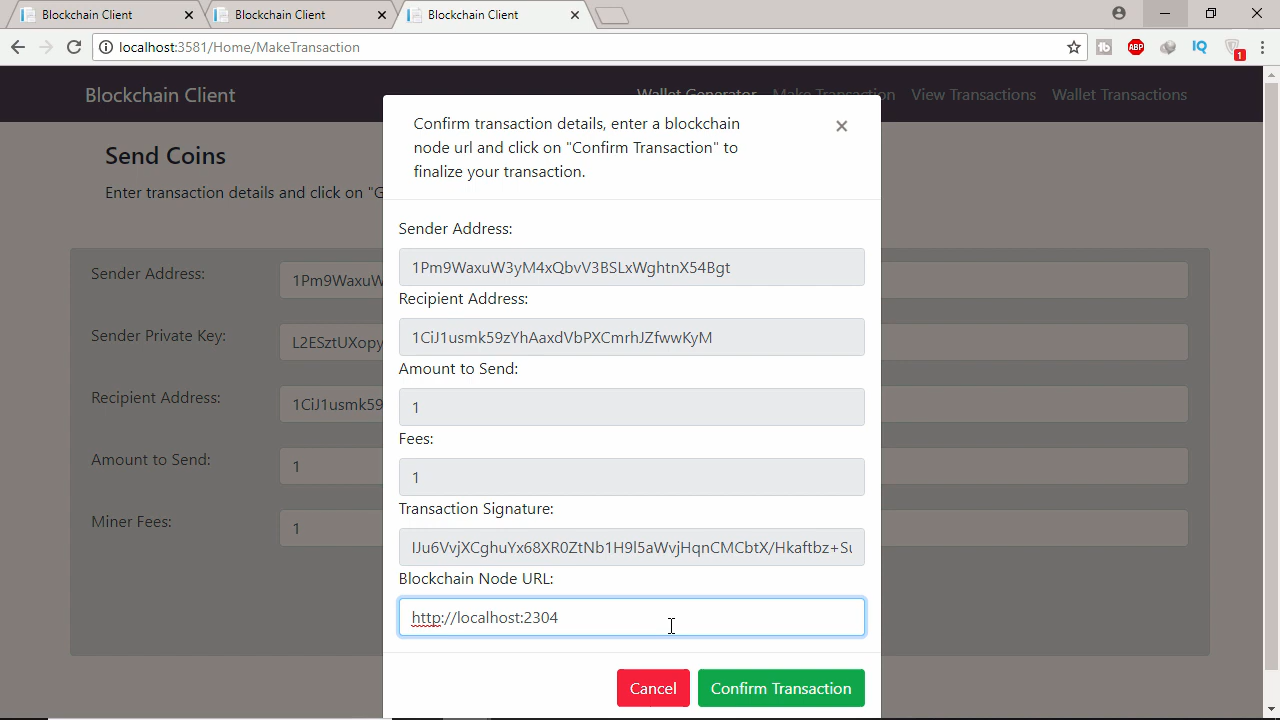 Blockchain Client
Blockchain Client
Blockchain Client
localhost:3581/Home/MakeTransaction
ABP
IQ
1
Blockchain Client
Wallet Generator
Make Transaction
View Transactions
Wallet Transactions
Send Coins
Enter transaction details and click on "G
Sender Address:
1Pm9WaxuW
Sender Private Key:
L2ESztUXopy
Recipient Address:
1CiJ1usmk59
Amount to Send:
1
Miner Fees:
1
Confirm transaction details, enter a blockchain
node url and click on "Confirm Transaction" to
finalize your transaction.
×
Sender Address:
1Pm9WaxuW3yM4xQbvV3BSLxWghtnX54Bgt
Recipient Address:
1CiJ1usmk59zYhAaxdVbPXCmrhJZfwwKyM
Amount to Send:
1
Fees:
1
Transaction Signature:
IJu6VvjXCghuYx68XR0ZtNb1H9l5aWvjHqnCMCbtX/Hkaftbz+Su
Blockchain Node URL:
http://localhost:2304
Cancel
Confirm Transaction